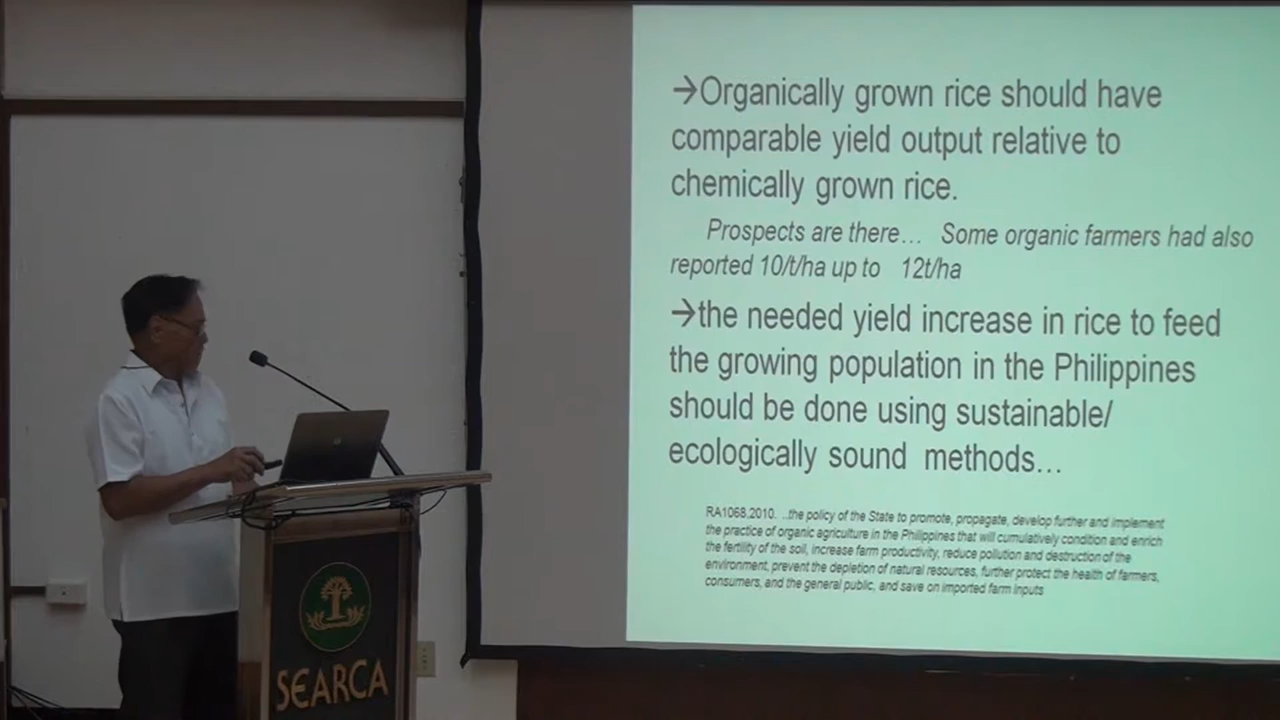 →Organically grown rice should have
comparable yield output relative to
chemically grown rice.
Prospects are there... Some organic farmers had also
reported 10/t/ha up to 12t/ha
→the needed yield increase in rice to feed
the growing population in the Philippines
should be done using sustainable/
ecologically sound methods...
RA1068,2010. ..the policy of the State to promote, propagate, develop further and implement
the practice of organic agriculture in the Philippines that will cumulatively condition and enrich
the fertility of the soil, increase farm productivity, reduce pollution and destruction of the
environment, prevent the depletion of natural resources, further protect the health of farmers,
consumers, and the general public, and save on imported farm inputs
SEARCA